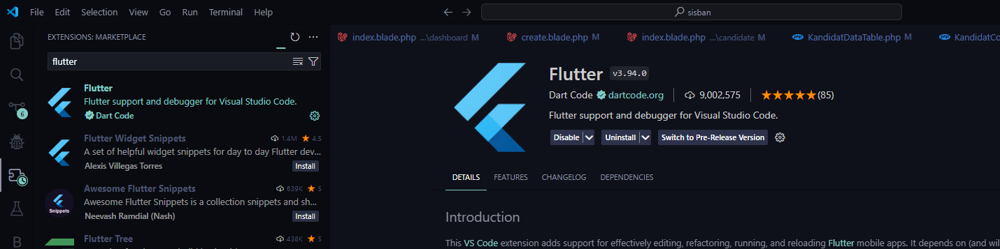 File Edit Selection View Go Run Terminal Help
sisban
EXTENSIONS: MARKETPLACE
flutter
6
Flutter
Flutter support and debugger for Visual Studio Code.
Dart Code
Flutter Widget Snippets 1.4M 4.5
A set of helpful widget snippets for day to day Flutter dev...
Alexis Villegas Torres Install
Awesome Flutter Snippets 639K 5
Awesome Flutter Snippets is a collection snippets and sh...
Neevash Ramdial (Nash) Install
Snippets
Flutter Tree 438K 5
B
index.blade.php ...\dashboard M create.blade.php M index.blade.php ...\candidate M php KandidatDataTable.php M php KandidatCo
Flutter v3.94.0
Dart Code dartcode.org 9,002,575 (85)
Flutter support and debugger for Visual Studio Code.
Disable Uninstall Switch to Pre-Release Version
DETAILS FEATURES CHANGELOG DEPENDENCIES
Introduction
This VS Code extension adds support for effectively editing, refactoring, running, and reloading Flutter mobile apps. It depends on (and wil